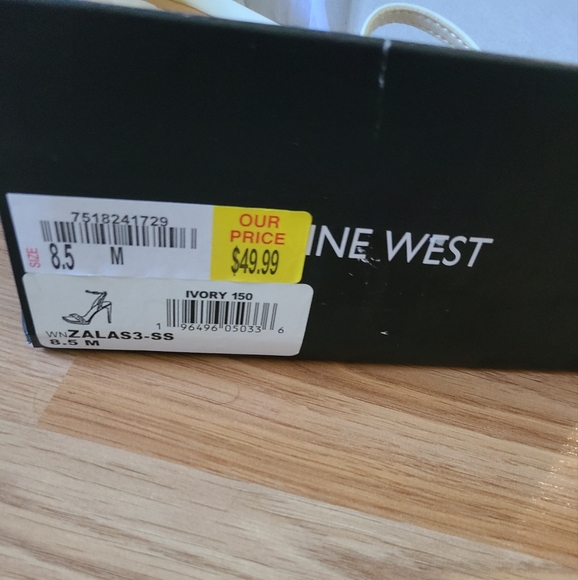 7518241729
OUR
PRICE
$49.99
SIZE
8.5 M
INE WEST
IVORY 150
1 96496 05033 6
WNZALAS3-SS
8.5 M